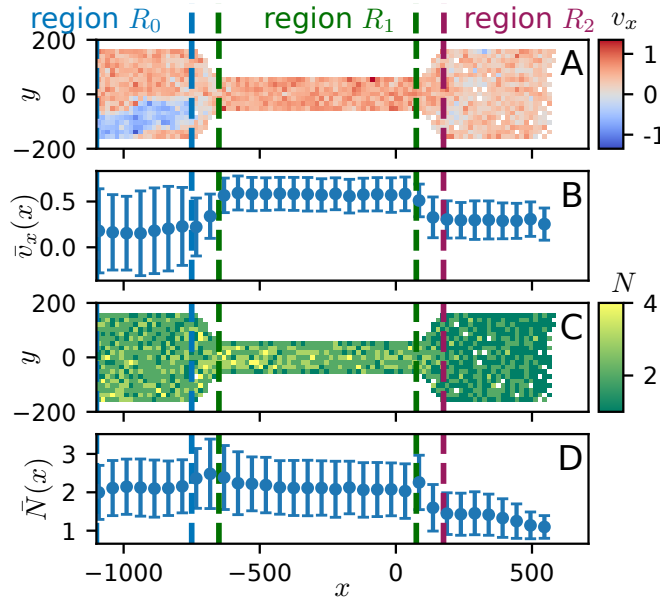 region R₀ region R₁ region R₂ vₓ
200
0
−200
y
A
1
0
−1
0.5
0.0
v̄ₓ(x)
B
200
0
−200
y
C
N
4
2
3
2
1
N̄(x)
D
−1000 −500 0 500
x